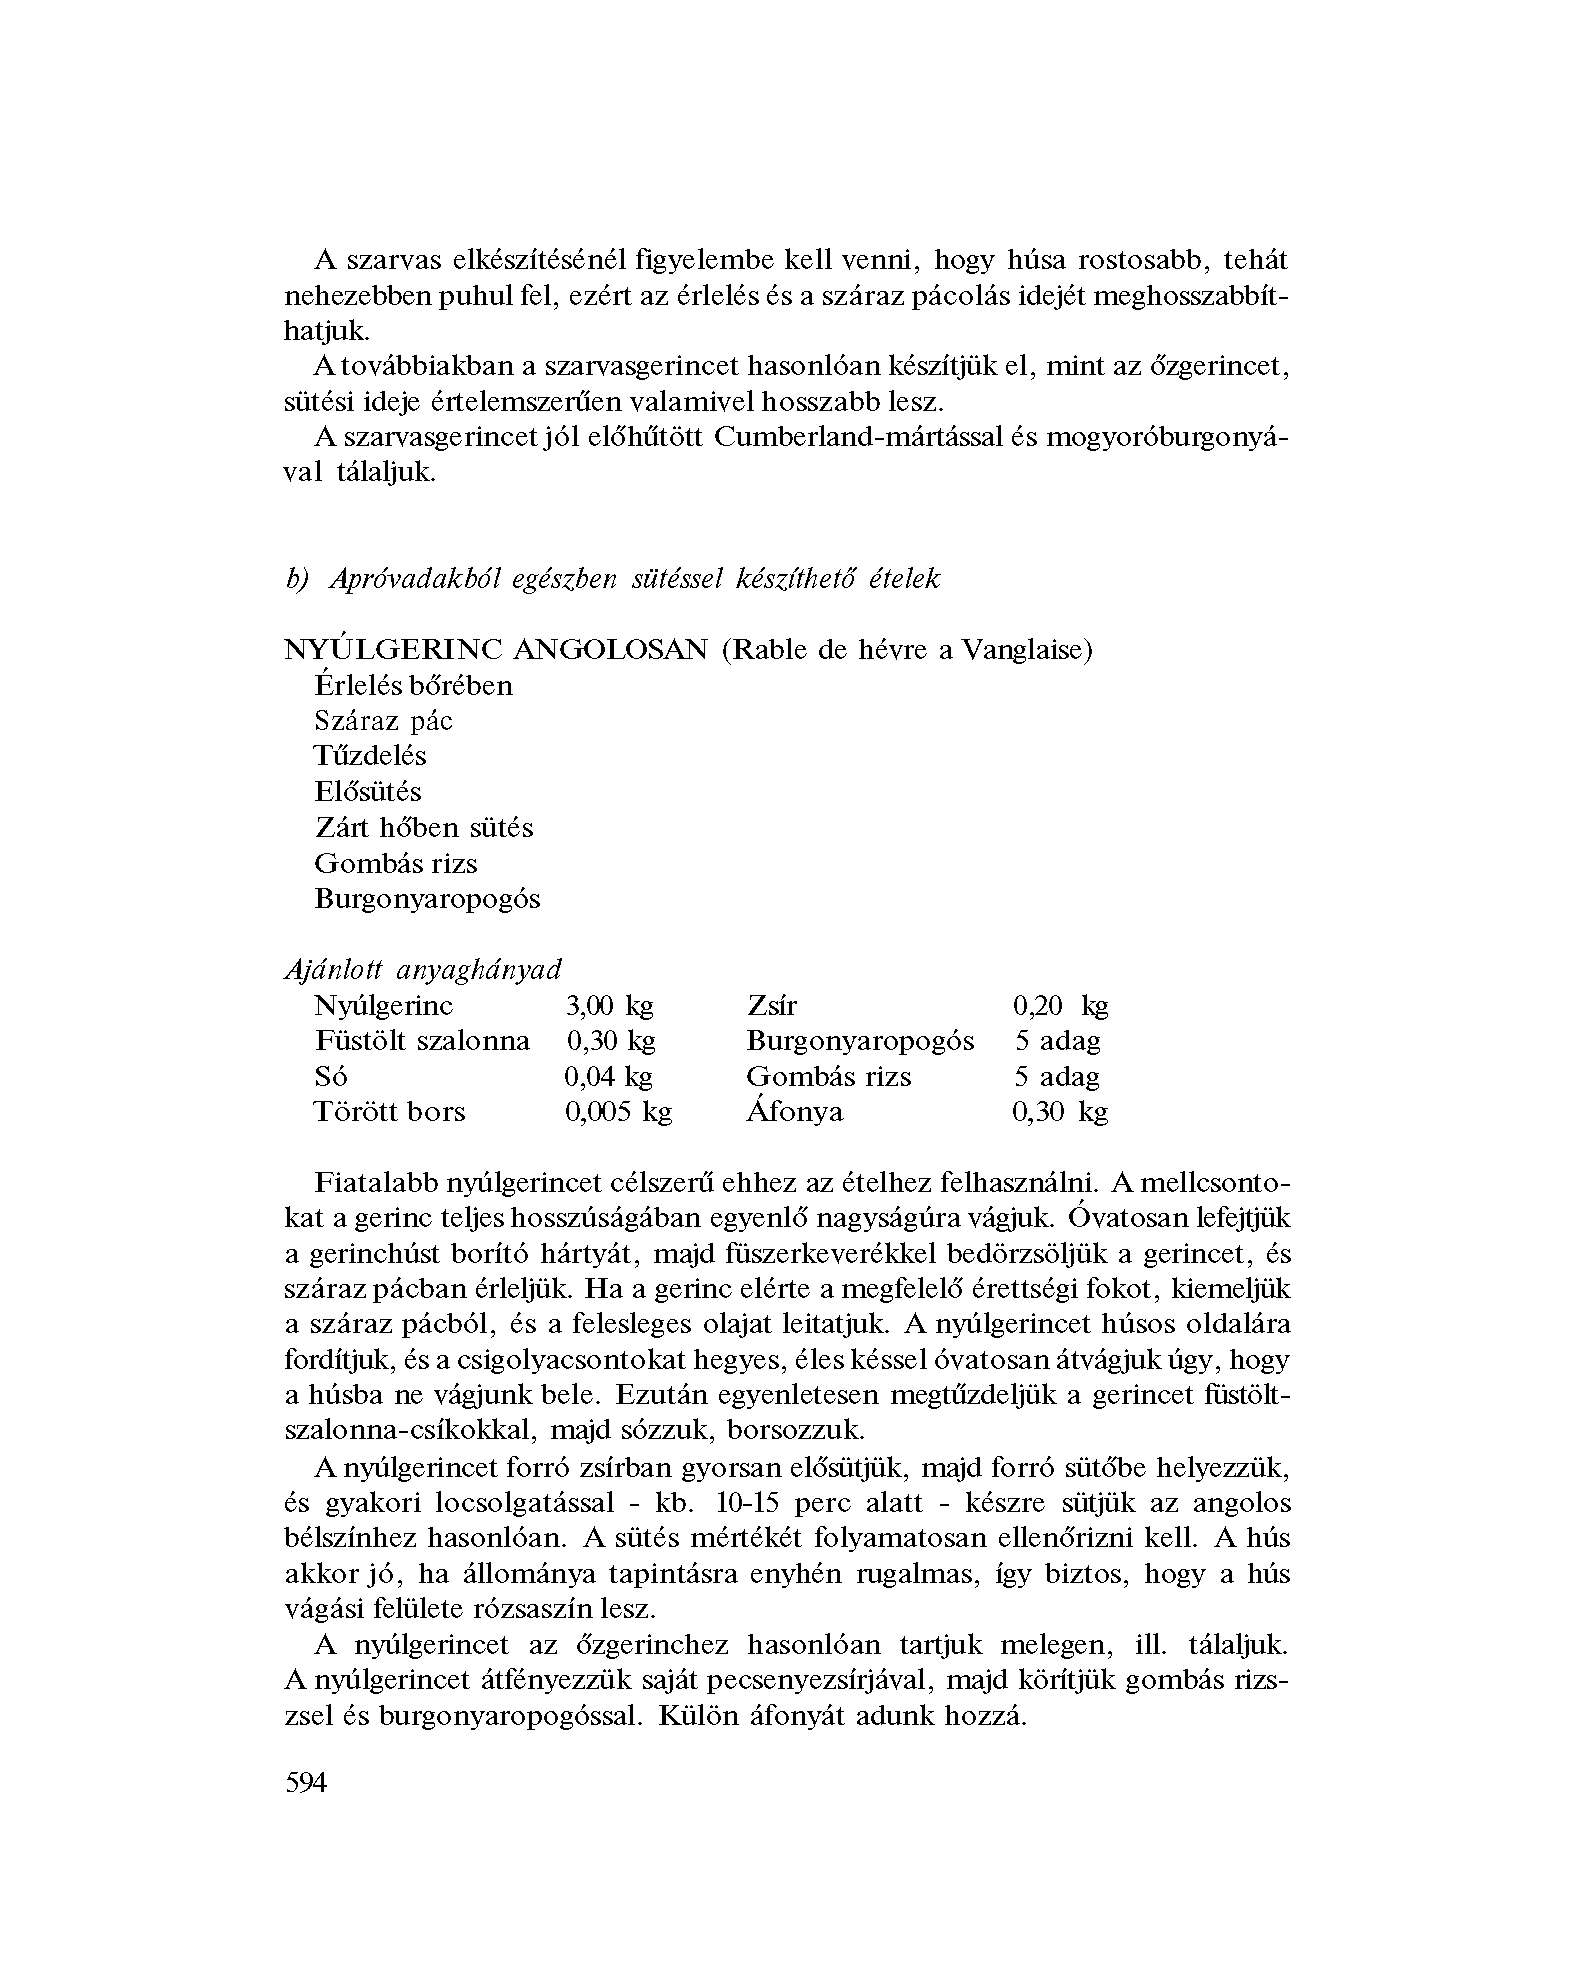 A szarvas elkészítésénél figyelembe kell venni, hogy húsa rostosabb, tehát
nehezebben puhul fel, ezért az érlelés és a száraz pácolás idejét meghosszabbít-
hatjuk.
A továbbiakban a szarvasgerincet hasonlóan készítjük el, mint az őzgerincet,
sütési ideje értelemszerűen valamivel hosszabb lesz.
A szarvasgerincet jól előhűtött Cumberland-mártással és mogyoróburgonyá-
val tálaljuk.
b) Apróvadakból egészben sütéssel készíthető ételek
NYÚLGERINC ANGOLOSAN (Rable de hévre a Vanglaise)
Érlelés bőrében
Száraz pác
Tűzdelés
Elősütés
Zárt hőben sütés
Gombás rizs
Burgonyaropogós
Ajánlott anyaghányad
Nyúlgerinc 3,00 kg Zsír 0,20 kg
Füstölt szalonna 0,30 kg Burgonyaropogós 5 adag
Só 0,04 kg Gombás rizs 5 adag
Törött bors 0,005 kg Áfonya 0,30 kg
Fiatalabb nyúlgerincet célszerű ehhez az ételhez felhasználni. A mellcsonto-
kat a gerinc teljes hosszúságában egyenlő nagyságúra vágjuk. Óvatosan lefejtjük
a gerinchúst borító hártyát, majd füszerkeverékkel bedörzsöljük a gerincet, és
száraz pácban érleljük. Ha a gerinc elérte a megfelelő érettségi fokot, kiemeljük
a száraz pácból, és a felesleges olajat leitatjuk. A nyúlgerincet húsos oldalára
fordítjuk, és a csigolyacsontokat hegyes, éles késsel óvatosan átvágjuk úgy, hogy
a húsba ne vágjunk bele. Ezután egyenletesen megtűzdeljük a gerincet füstölt-
szalonna-csíkokkal, majd sózzuk, borsozzuk.
A nyúlgerincet forró zsírban gyorsan elősütjük, majd forró sütőbe helyezzük,
és gyakori locsolgatással - kb. 10-15 perc alatt - készre sütjük az angolos
bélszínhez hasonlóan. A sütés mértékét folyamatosan ellenőrizni kell. A hús
akkor jó, ha állománya tapintásra enyhén rugalmas, így biztos, hogy a hús
vágási felülete rózsaszín lesz.
A nyúlgerincet az őzgerinchez hasonlóan tartjuk melegen, ill. tálaljuk.
A nyúlgerincet átfényezzük saját pecsenyezsírjával, majd körítjük gombás rizs-
zsel és burgonyaropogóssal. Külön áfonyát adunk hozzá.
594